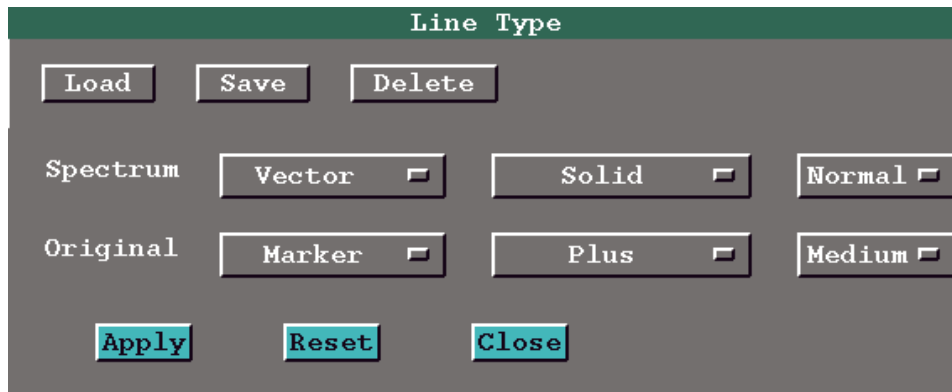 Line Type
Load Save Delete
Spectrum Vector Solid Normal
Original Marker Plus Medium
Apply Reset Close